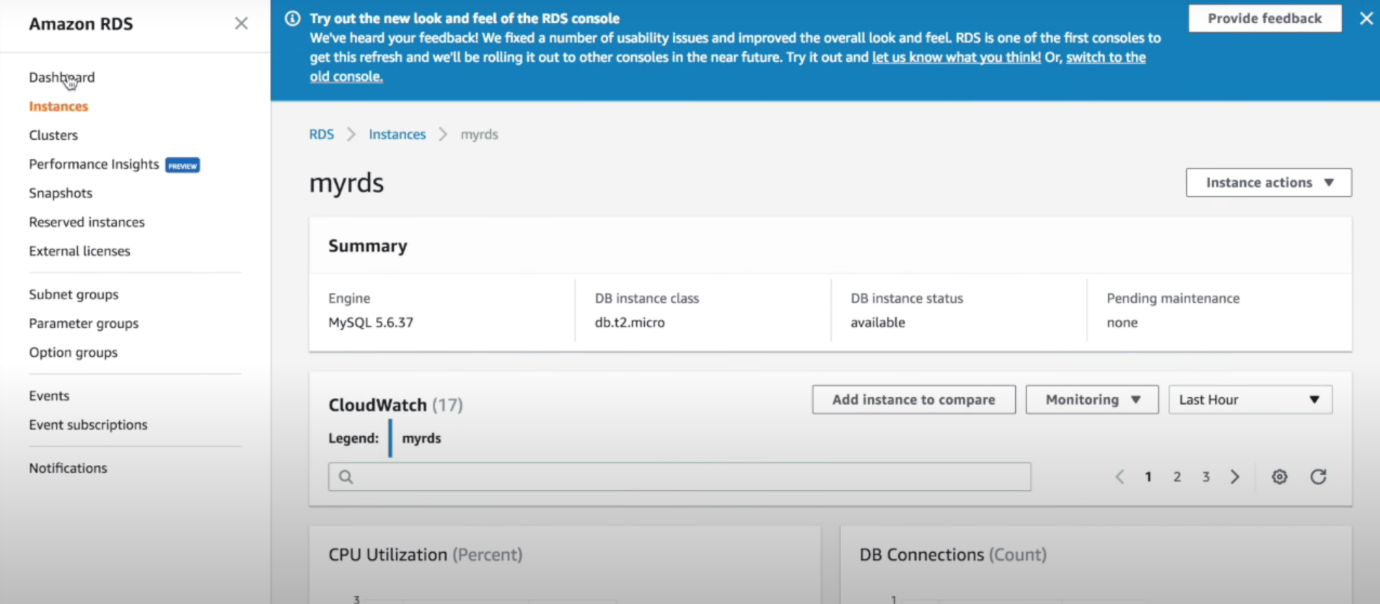 Amazon RDS
Dashboard
Instances
Clusters
Performance Insights PREVIEW
Snapshots
Reserved instances
External licenses
Subnet groups
Parameter groups
Option groups
Events
Event subscriptions
Notifications
Try out the new look and feel of the RDS console
We've heard your feedback! We fixed a number of usability issues and improved the overall look and feel. RDS is one of the first consoles to
get this refresh and we'll be rolling it out to other consoles in the near future. Try it out and let us know what you think! Or, switch to the
old console.
Provide feedback
RDS > Instances > myrds
myrds
Instance actions
Summary
Engine
MySQL 5.6.37
DB instance class
db.t2.micro
DB instance status
available
Pending maintenance
none
CloudWatch (17)
Add instance to compare
Monitoring
Last Hour
Legend: myrds
1 2 3
CPU Utilization (Percent)
3
DB Connections (Count)
1